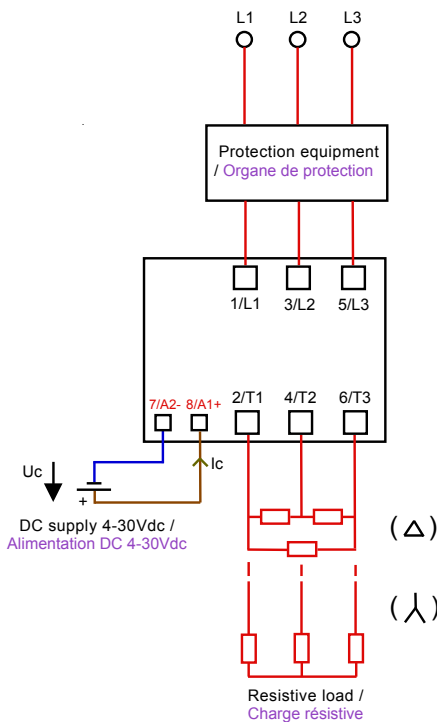 L1 L2 L3
Protection equipment
/ Organe de protection
1/L1 3/L2 5/L3
7/A2- 8/A1+ 2/T1 4/T2 6/T3
Uc
Ic
+
DC supply 4-30Vdc /
Alimentation DC 4-30Vdc
Resistive load /
Charge résistive